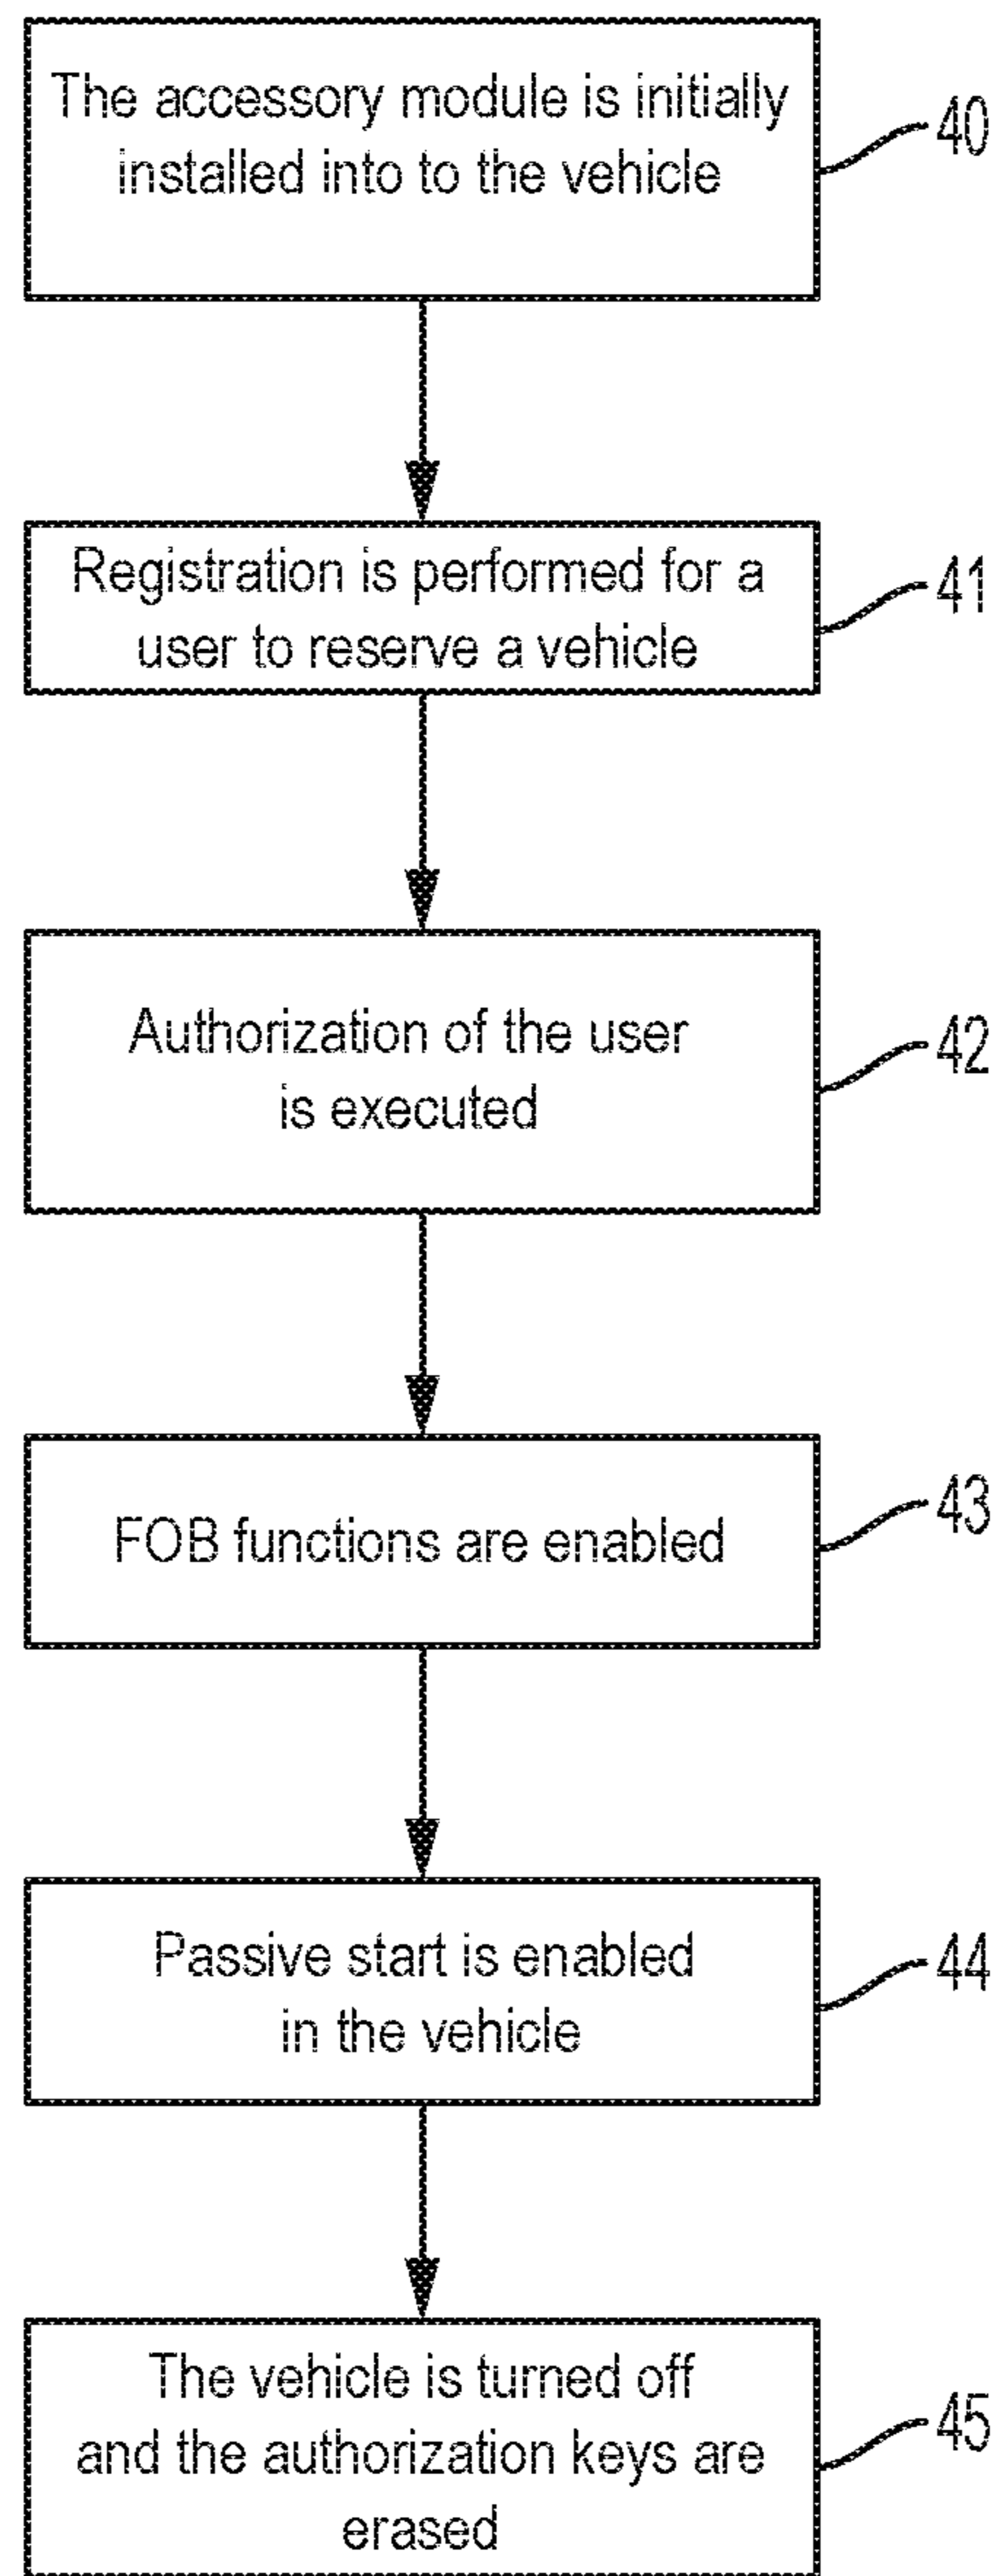 The accessory module is initially
installed into to the vehicle
40
Registration is performed for a
user to reserve a vehicle
41
Authorization of the user
is executed
42
FOB functions are enabled
43
Passive start is enabled
in the vehicle
44
The vehicle is turned off
and the authorization keys are
erased
45